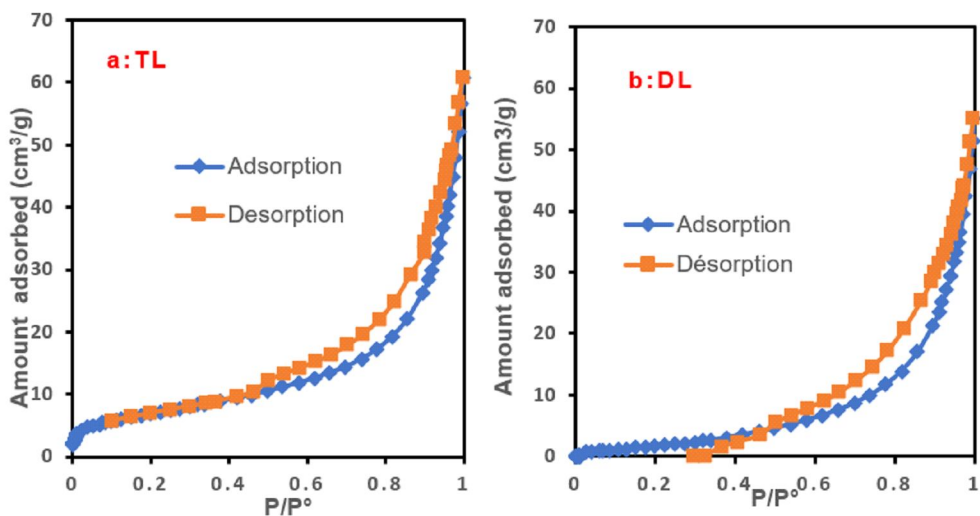 a:TL
Amount adsorbed (cm³/g)
70
60
50
40
30
20
10
0
Adsorption
Desorption
0 0.2 0.4 0.6 0.8 1
P/P°
b:DL
Amount adsorbed (cm3/g)
70
60
50
40
30
20
10
0
Adsorption
Désorption
0 0.2 0.4 0.6 0.8 1
P/P°